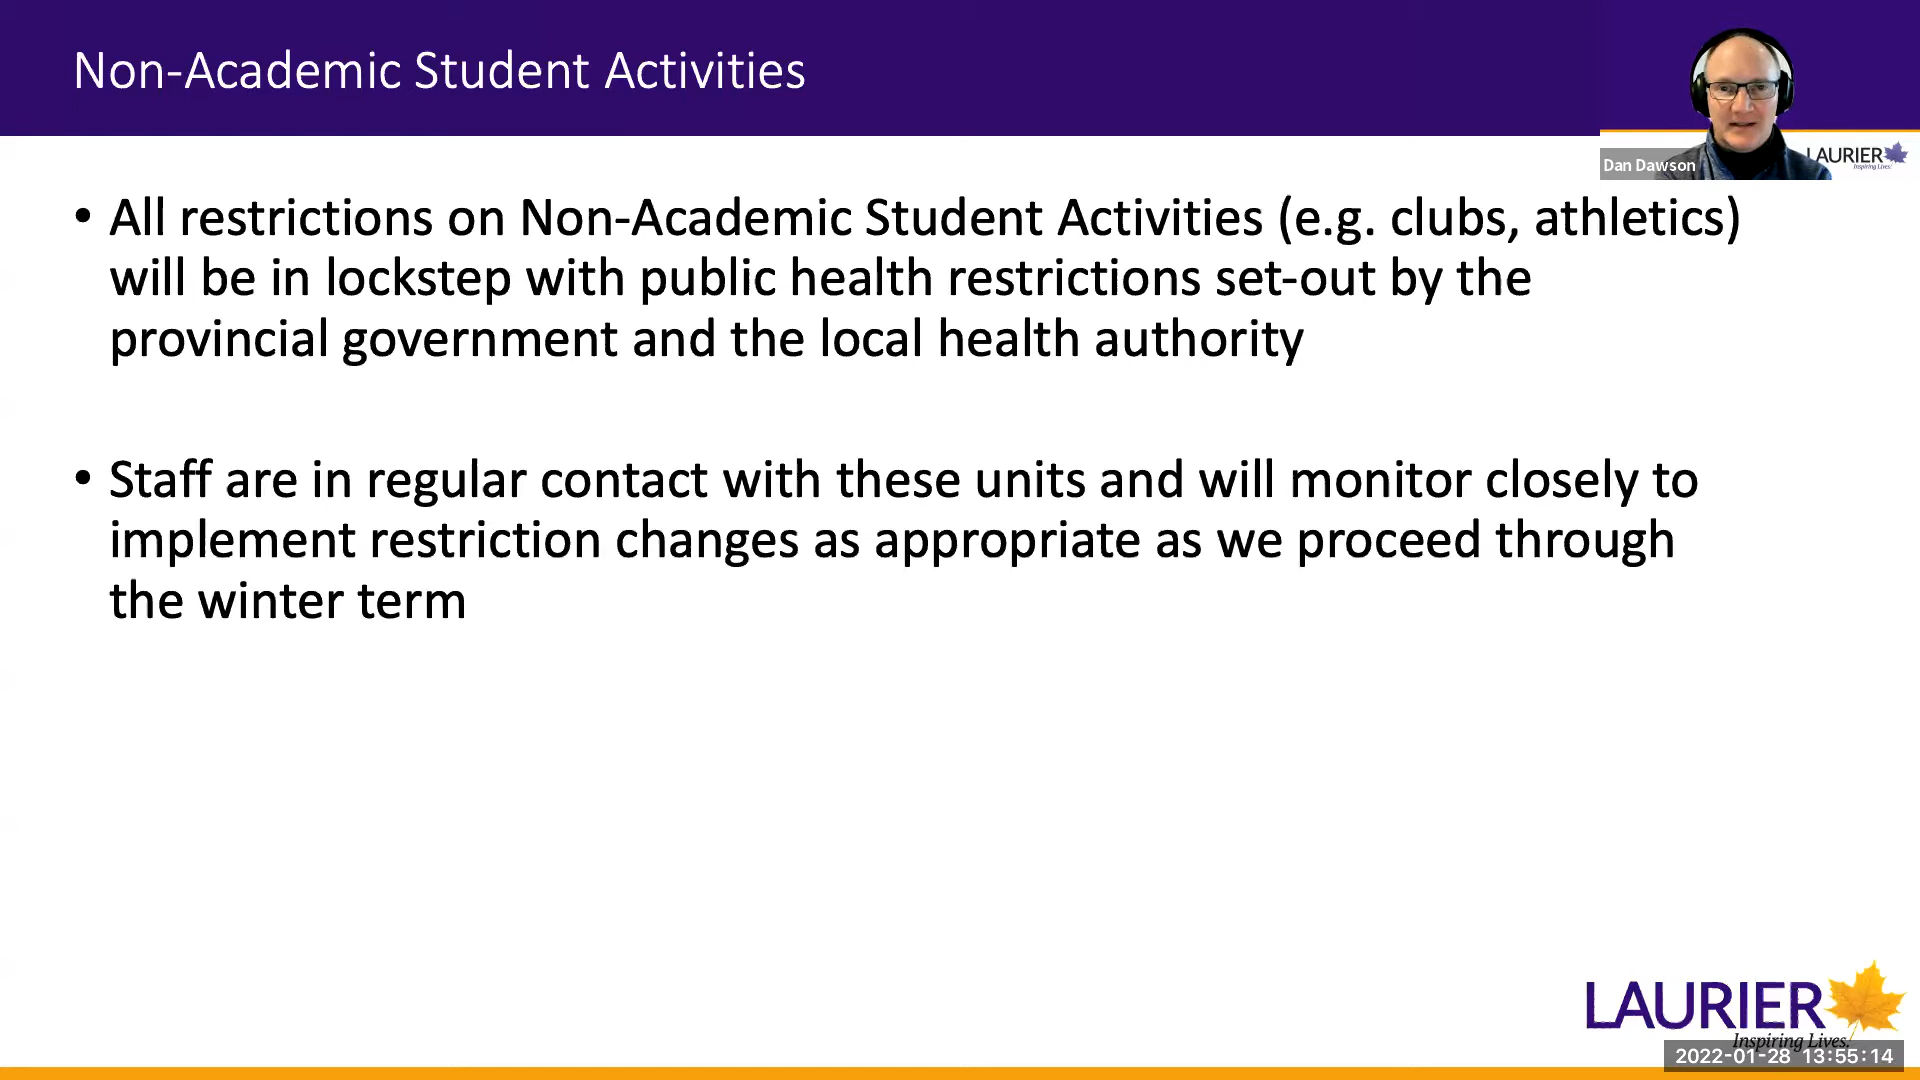 Non-Academic Student Activities
Dan Dawson
LAURIER
Inspiring Lives.
• All restrictions on Non-Academic Student Activities (e.g. clubs, athletics)
will be in lockstep with public health restrictions set-out by the
provincial government and the local health authority
• Staff are in regular contact with these units and will monitor closely to
implement restriction changes as appropriate as we proceed through
the winter term
LAURIER
Inspiring Lives.
2022-01-28 13:55:14